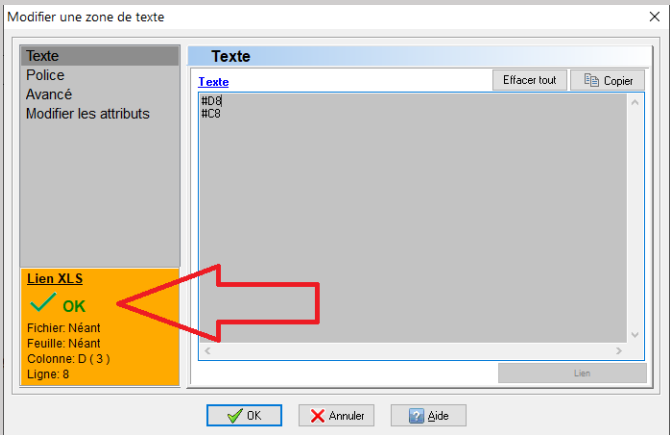 Modifier une zone de texte
Texte
Police
Avancé
Modifier les attributs
Texte
Texte
Effacer tout
Copier
#D8
#C8
Lien XLS
OK
Fichier: Néant
Feuille: Néant
Colonne: D ( 3 )
Ligne: 8
Lien
OK
Annuler
Aide